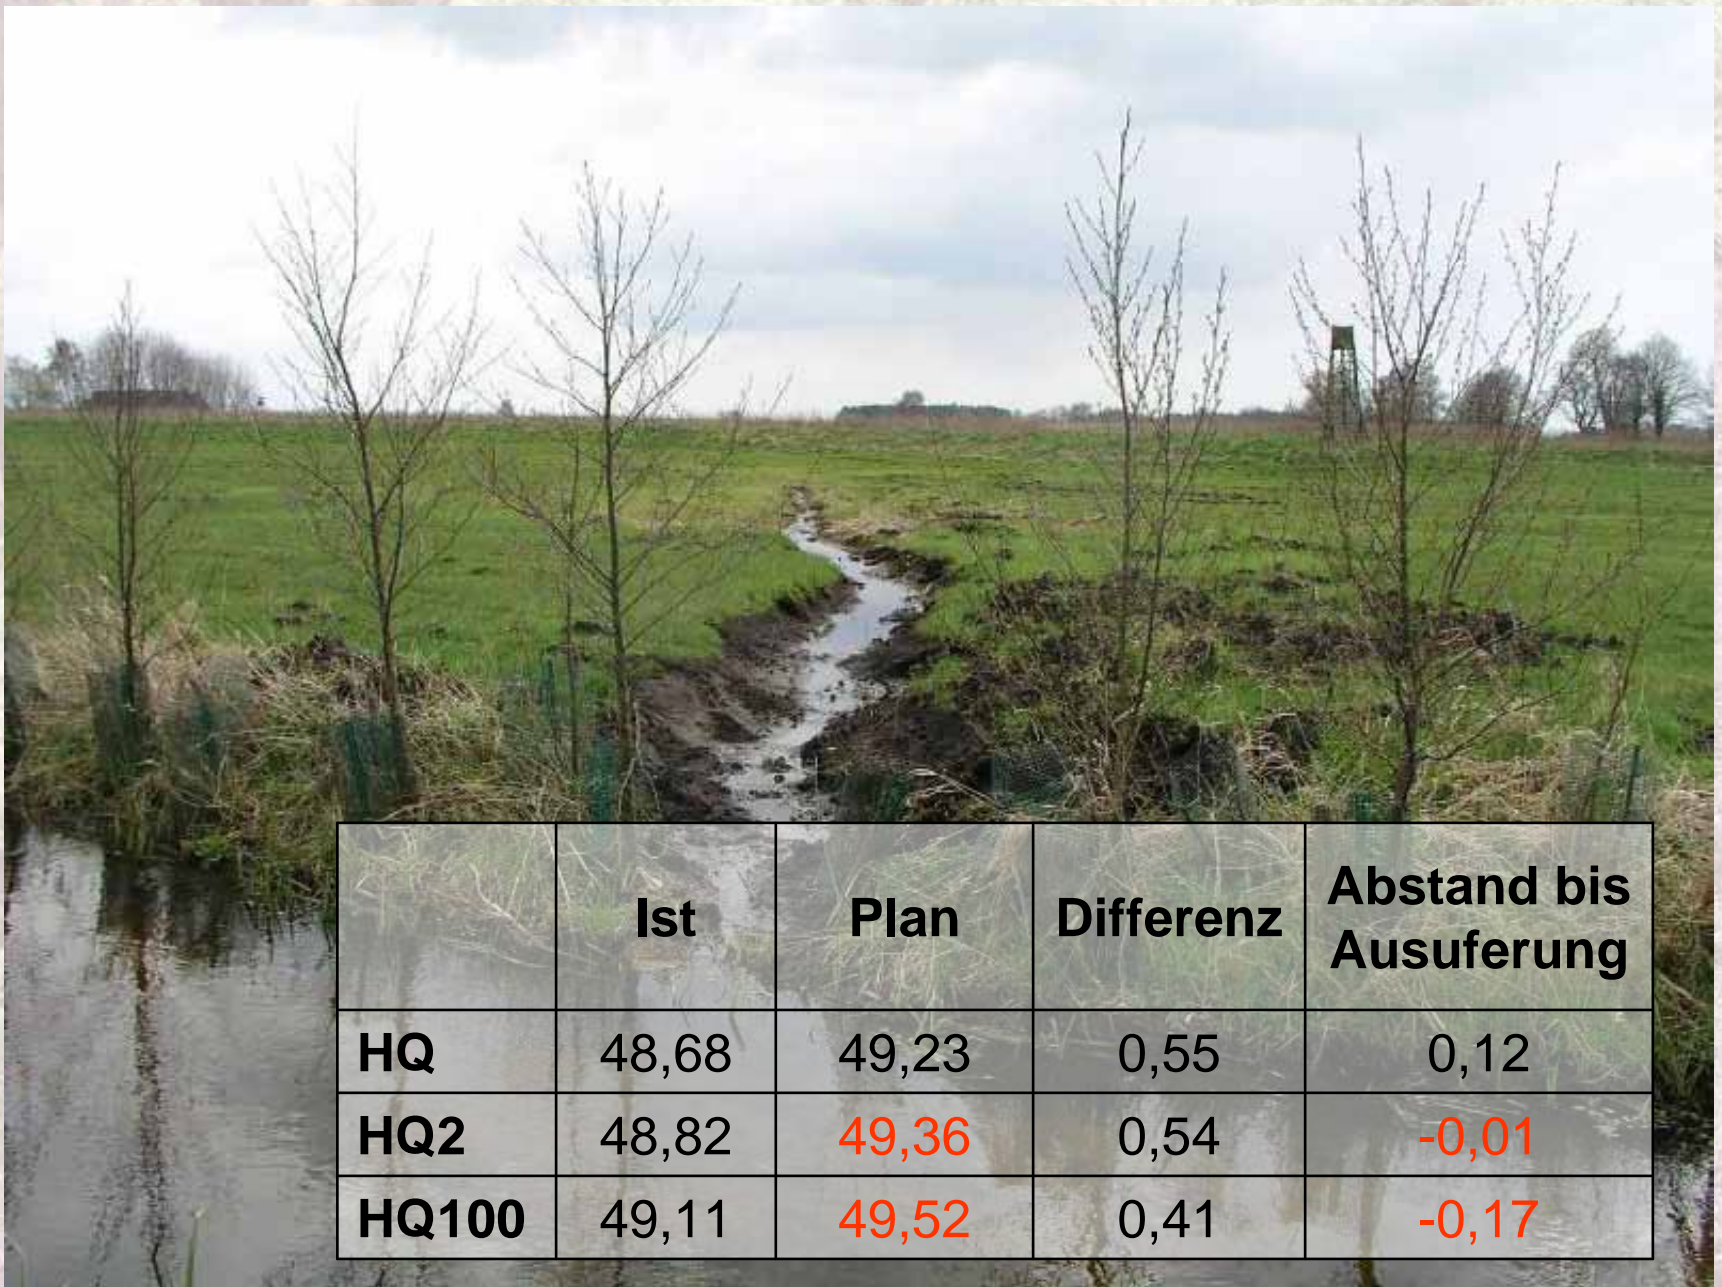 Ist Plan Differenz Abstand bis
Ausuferung
HQ 48,68 49,23 0,55 0,12
HQ2 48,82 49,36 0,54 -0,01
HQ100 49,11 49,52 0,41 -0,17